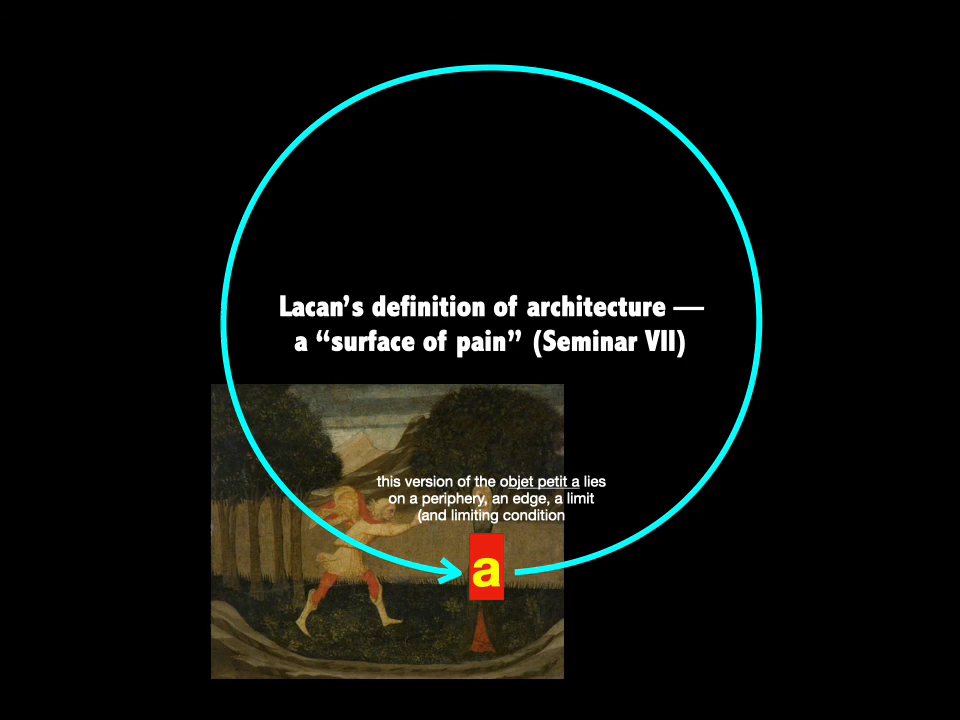 Lacan’s definition of architecture —
a “surface of pain” (Seminar VII)
this version of the objet petit a lies
on a periphery, an edge, a limit
(and limiting condition
a